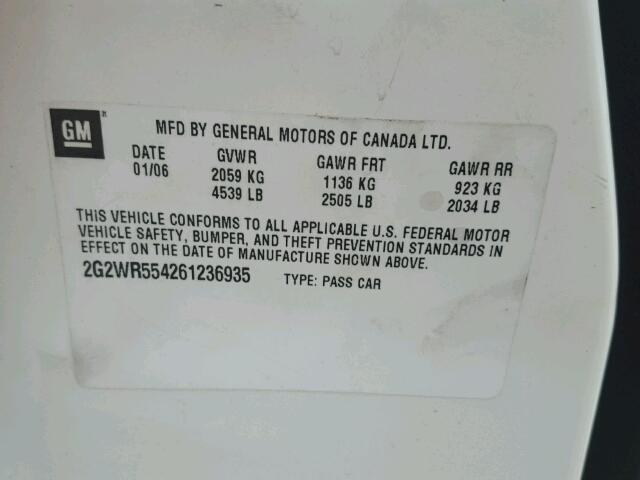 GM
MFD BY GENERAL MOTORS OF CANADA LTD.
DATE GVWR GAWR FRT GAWR RR
01/06 2059 KG 1136 KG 923 KG
4539 LB 2505 LB 2034 LB
THIS VEHICLE CONFORMS TO ALL APPLICABLE U.S. FEDERAL MOTOR
VEHICLE SAFETY, BUMPER, AND THEFT PREVENTION STANDARDS IN
EFFECT ON THE DATE OF MANUFACTURE SHOWN ABOVE.
2G2WR554261236935 TYPE: PASS CAR